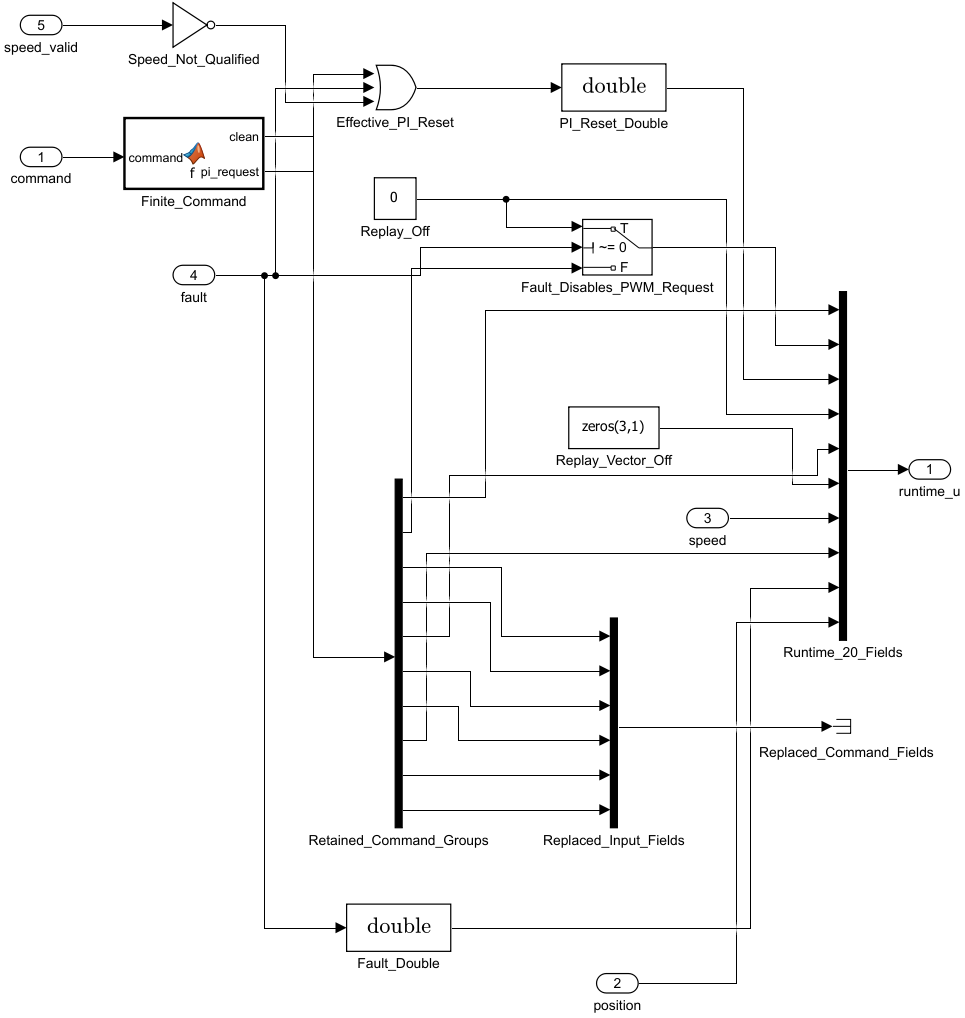 5
speed_valid
Speed_Not_Qualified
Effective_PI_Reset
double
PI_Reset_Double
1
command
command
clean
f
pi_request
Finite_Command
0
Replay_Off
T
~= 0
F
Fault_Disables_PWM_Request
4
fault
zeros(3,1)
Replay_Vector_Off
1
runtime_u
3
speed
Runtime_20_Fields
Replaced_Command_Fields
Retained_Command_Groups
Replaced_Input_Fields
double
Fault_Double
2
position